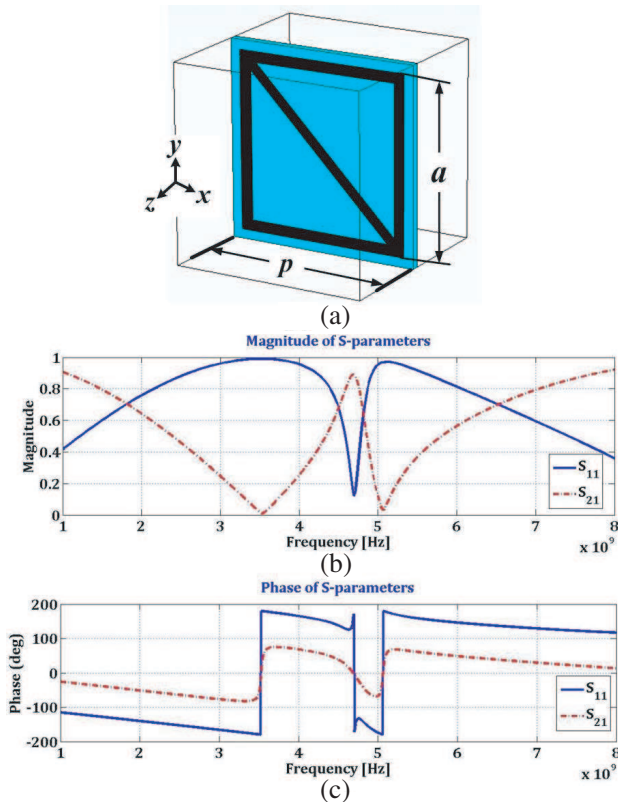 y
z
x
a
p
(a)
Magnitude of S-parameters
Magnitude
1
0.8
0.6
0.4
0.2
0
S11
S21
1 2 3 4 5 6 7 8
Frequency [Hz]
x 10^9
(b)
Phase of S-parameters
Phase (deg)
200
100
0
-100
-200
S11
S21
1 2 3 4 5 6 7 8
Frequency [Hz]
x 10^9
(c)